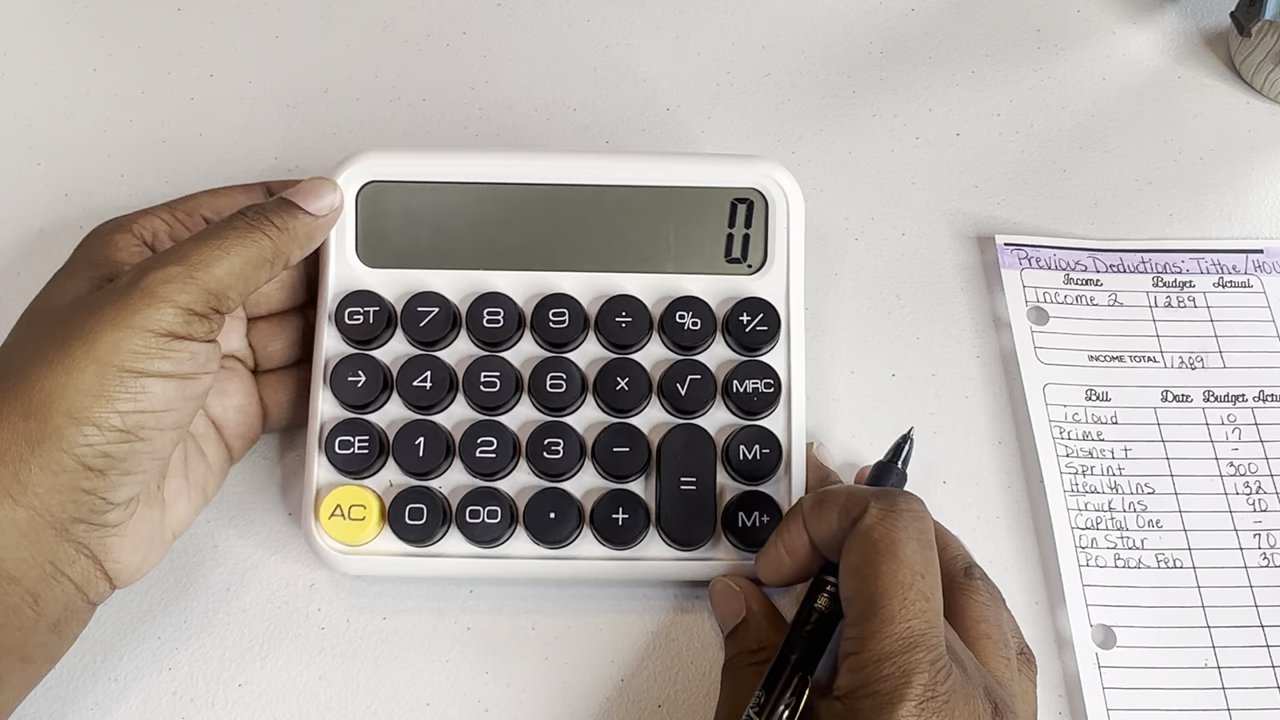 0.
GT 7 8 9 ÷ % +/-
→ 4 5 6 × √ MRC
CE 1 2 3 − = M-
AC 0 00 · + M+
Previous Deductions: Tithe/HOU
Income Budget Actual
Income 2 1289
INCOME TOTAL 1289
Bill Date Budget Actu
icloud 10
Prime 17
Disney+ -
Sprint 300
Health Ins 132
Truck Ins 90
Capital One -
On Star 70
PO Box Feb 30